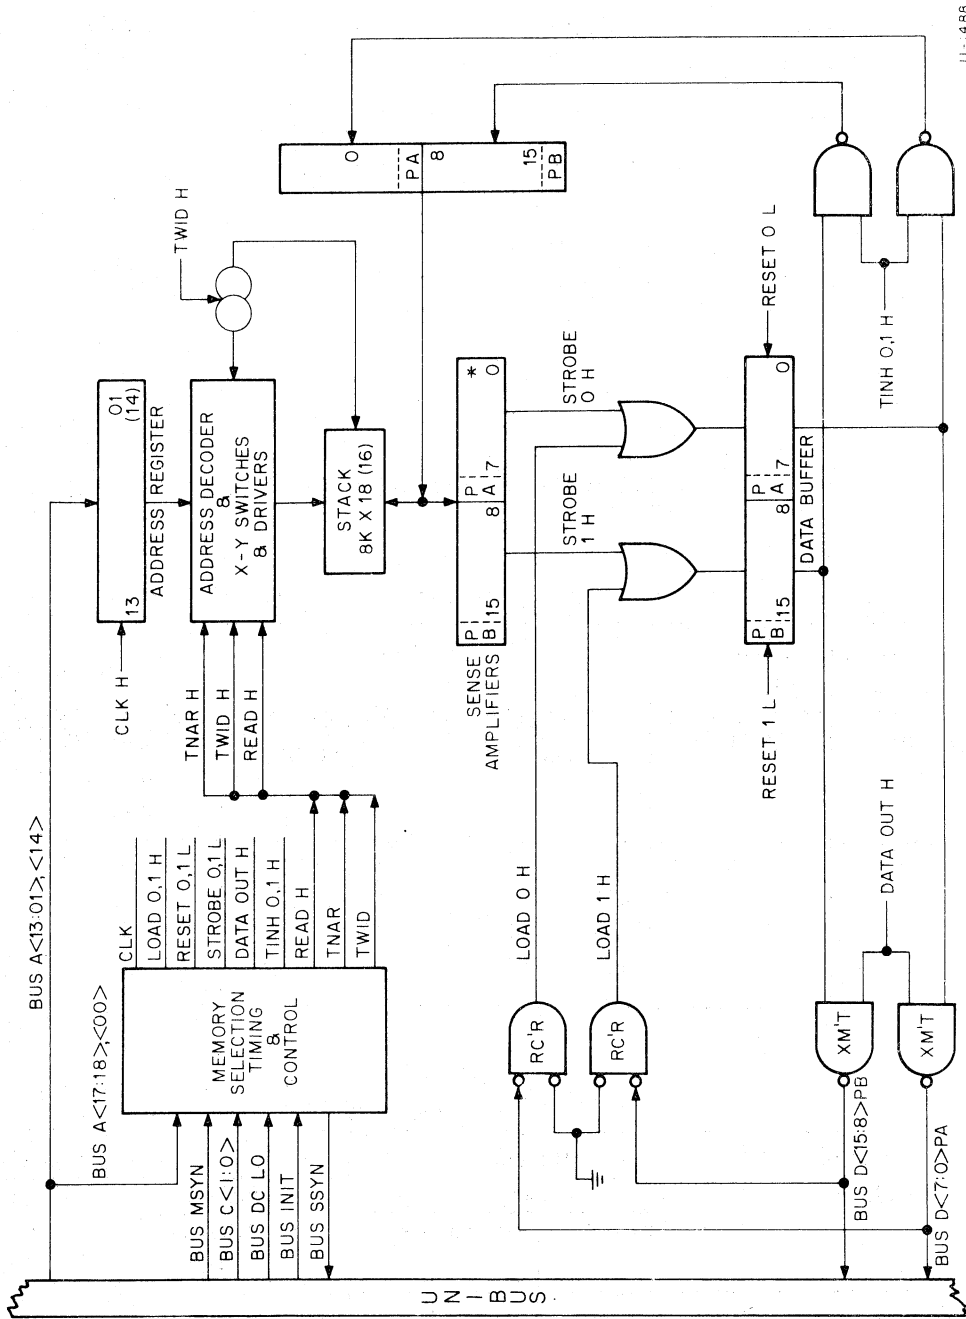 11-1488
TWID H
0
PA
8
15
PB
BUS A<13:01>,<14>
CLK H
13
01
(14)
ADDRESS REGISTER
BUS A<17:18>,<00>
TNAR H
TWID H
READ H
ADDRESS DECODER
&
X-Y SWITCHES
& DRIVERS
BUS MSYN
BUS C<1:0>
BUS DC LO
BUS INIT
BUS SSYN
MEMORY
SELECTION
TIMING
&
CONTROL
CLK
LOAD 0,1 H
RESET 0,1 L
STROBE 0,1 L
DATA OUT H
TINH 0,1 H
READ H
TNAR
TWID
STACK
8K X 18 (16)
SENSE
AMPLIFIERS
P
B
15
8
P
A
7
*
0
STROBE
1 H
STROBE
0 H
LOAD 0 H
LOAD 1 H
RC'R
RC'R
RESET 1 L
P
B
15
8
P
A
7
0
RESET 0 L
DATA BUFFER
TINH 0,1 H
DATA OUT H
XM'T
XM'T
BUS D<15:8>PB
BUS D<7:0>PA
UNIBUS